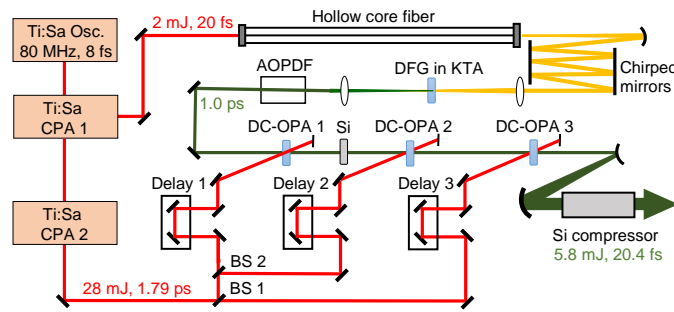 Ti:Sa Osc.
80 MHz, 8 fs
2 mJ, 20 fs
Hollow core fiber
Chirped
mirrors
AOPDF
DFG in KTA
Ti:Sa
CPA 1
1.0 ps
DC-OPA 1
Si
DC-OPA 2
DC-OPA 3
Delay 1
Delay 2
Delay 3
Ti:Sa
CPA 2
Si compressor
5.8 mJ, 20.4 fs
BS 2
28 mJ, 1.79 ps
BS 1